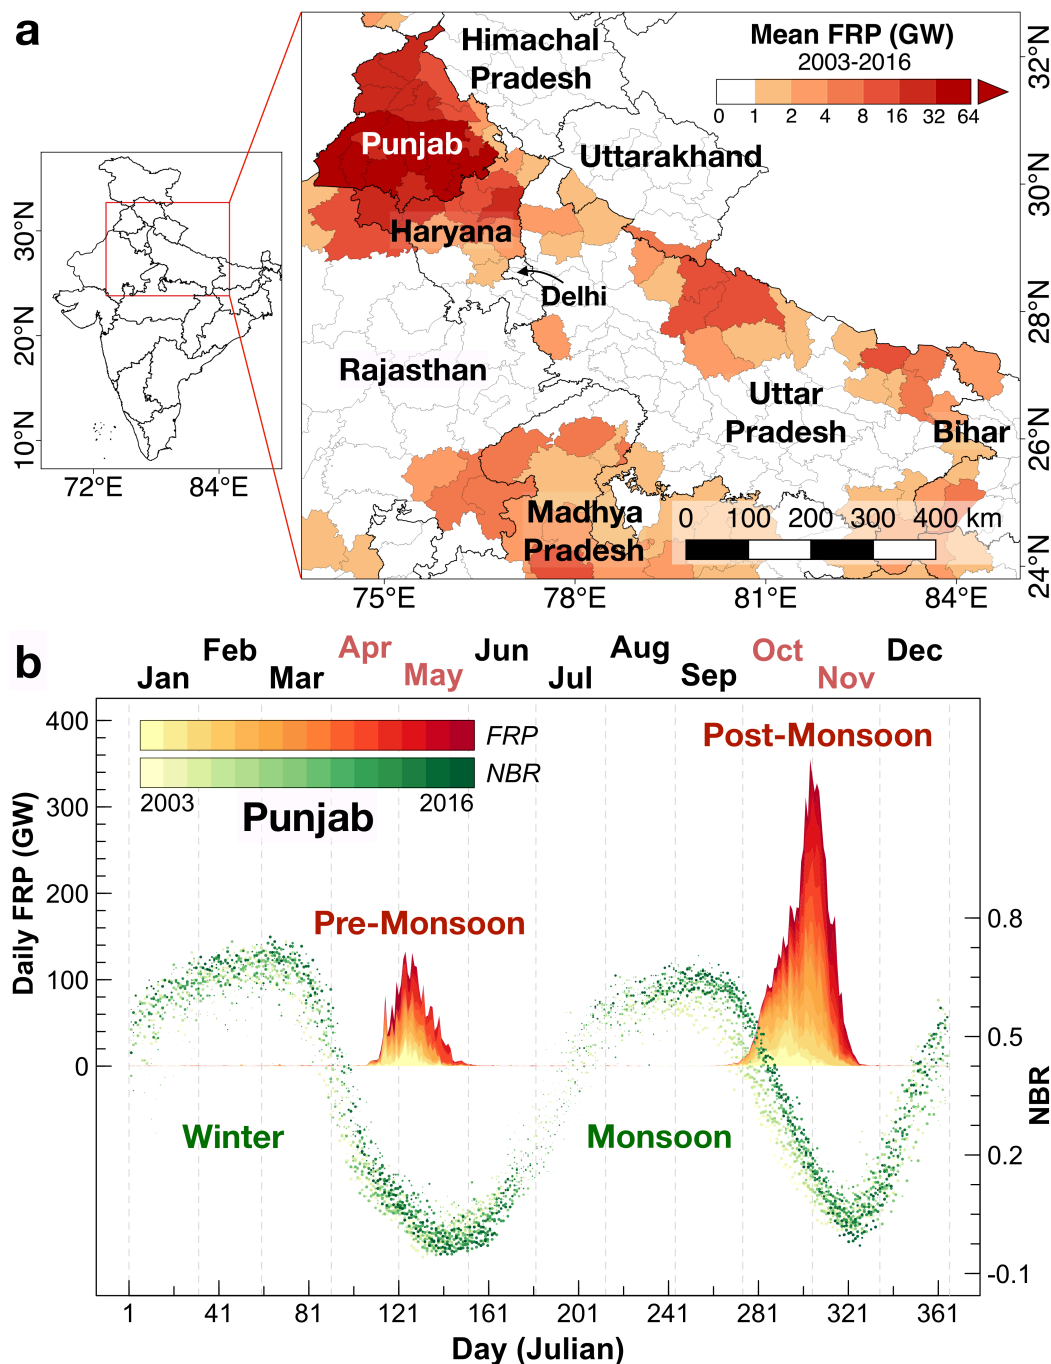 a
Himachal
Pradesh
Mean FRP (GW)
2003-2016
0 1 2 4 8 16 32 64
32°N
Punjab
Uttarakhand
30°N
Haryana
Delhi
28°N
Rajasthan
Uttar
Pradesh
Bihar
26°N
Madhya
Pradesh
0 100 200 300 400 km
24°N
75°E 78°E 81°E 84°E
30°N
20°N
10°N
72°E 84°E
b
Jan Feb Mar Apr May Jun Jul Aug Sep Oct Nov Dec
400
300
200
100
0
Daily FRP (GW)
FRP
NBR
2003 2016
Punjab
Post-Monsoon
Pre-Monsoon
Winter
Monsoon
0.8
0.5
0.2
-0.1
NBR
1 41 81 121 161 201 241 281 321 361
Day (Julian)